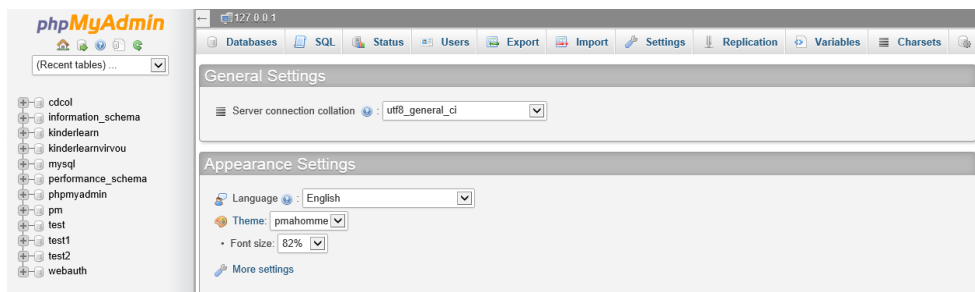 phpMyAdmin
(Recent tables) ...
cdcol
information_schema
kinderlearn
kinderlearnvirvou
mysql
performance_schema
phpmyadmin
pm
test
test1
test2
webauth
127.0.0.1
Databases SQL Status Users Export Import Settings Replication Variables Charsets
General Settings
Server connection collation : utf8_general_ci
Appearance Settings
Language : English
Theme: pmahomme
• Font size: 82%
More settings